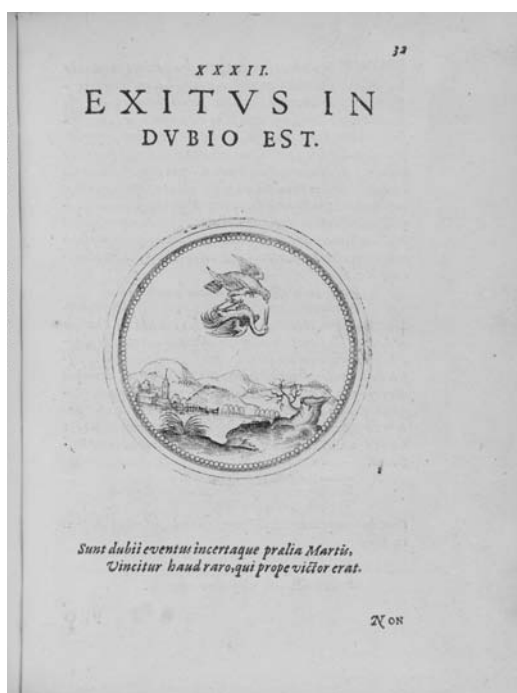 32
XXXII.
EXITVS IN
DVBIO EST.
Sunt dubii eventus incertaque prælia Martis,
Vincitur haud raro, qui prope victor erat.
NON